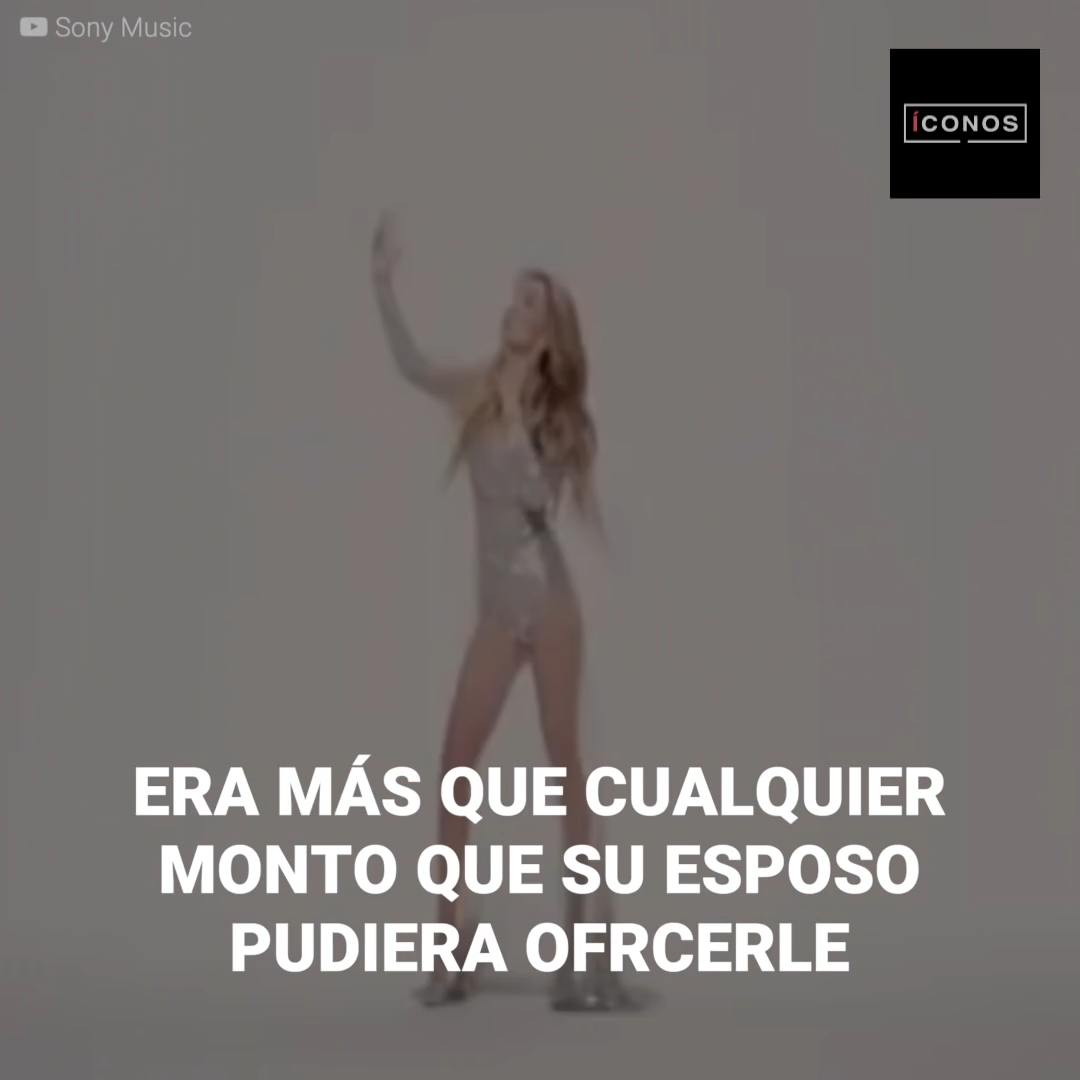 Sony Music
ÍCONOS
ERA MÁS QUE CUALQUIER
MONTO QUE SU ESPOSO
PUDIERA OFRCERLE